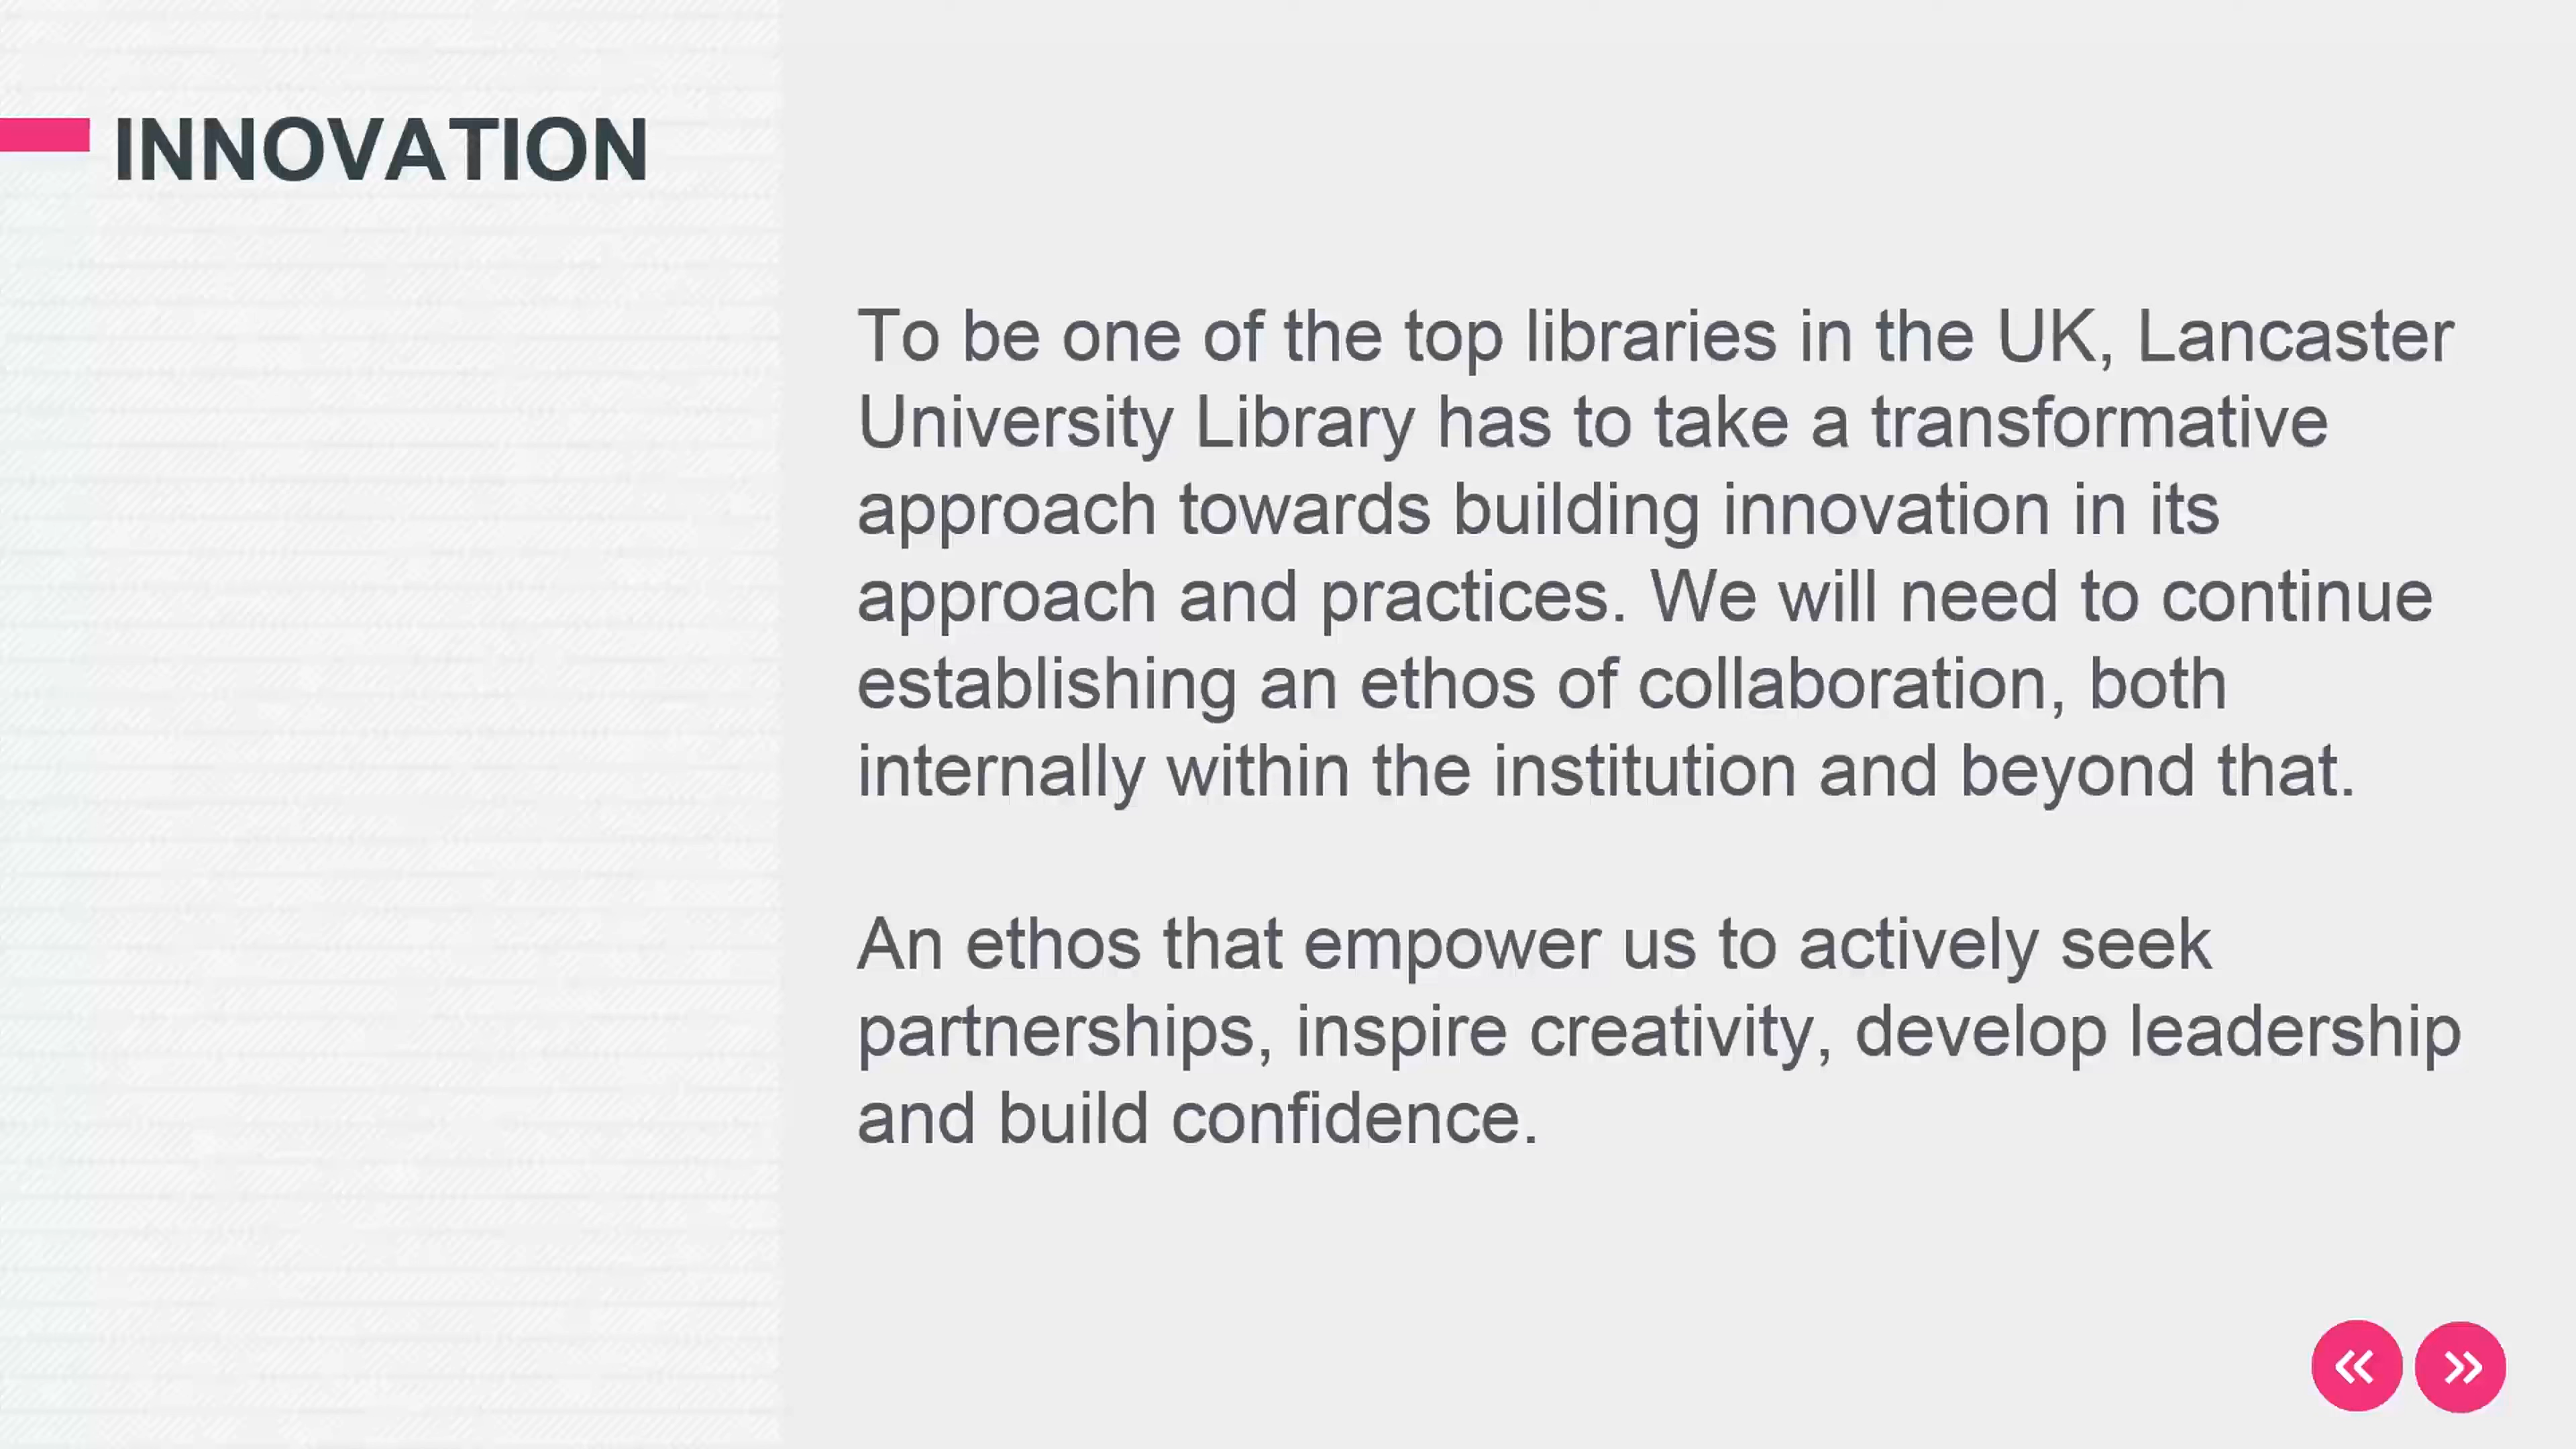 INNOVATION
To be one of the top libraries in the UK, Lancaster
University Library has to take a transformative
approach towards building innovation in its
approach and practices. We will need to continue
establishing an ethos of collaboration, both
internally within the institution and beyond that.
An ethos that empower us to actively seek
partnerships, inspire creativity, develop leadership
and build confidence.